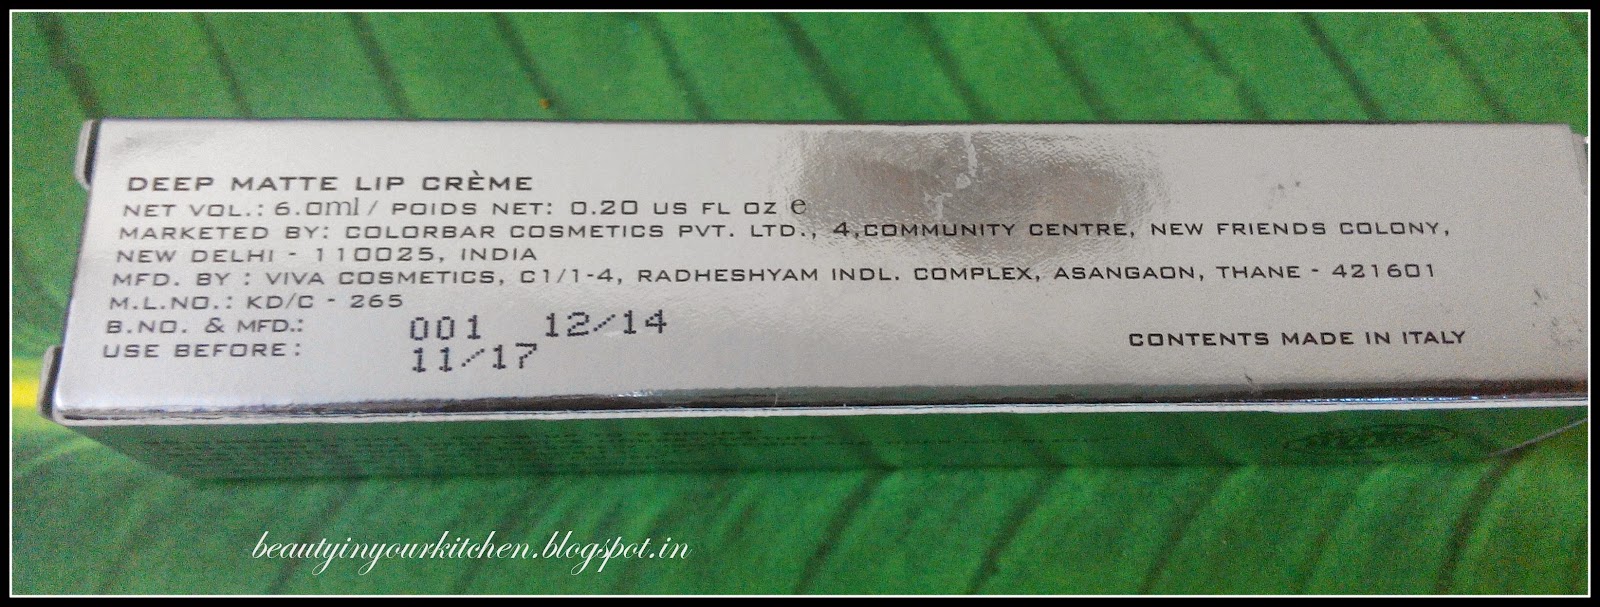 DEEP MATTE LIP CRÈME
NET VOL.: 6.0ml / POIDS NET: 0.20 US FL OZ e
MARKETED BY: COLORBAR COSMETICS PVT. LTD., 4,COMMUNITY CENTRE, NEW FRIENDS COLONY,
NEW DELHI - 110025, INDIA
MFD. BY : VIVA COSMETICS, C1/1-4, RADHESHYAM INDL. COMPLEX, ASANGAON, THANE - 421601
M.L.NO.: KD/C - 265
B.NO. & MFD.: 001 12/14
USE BEFORE: 11/17
CONTENTS MADE IN ITALY
beautyinyourkitchen.blogspot.in